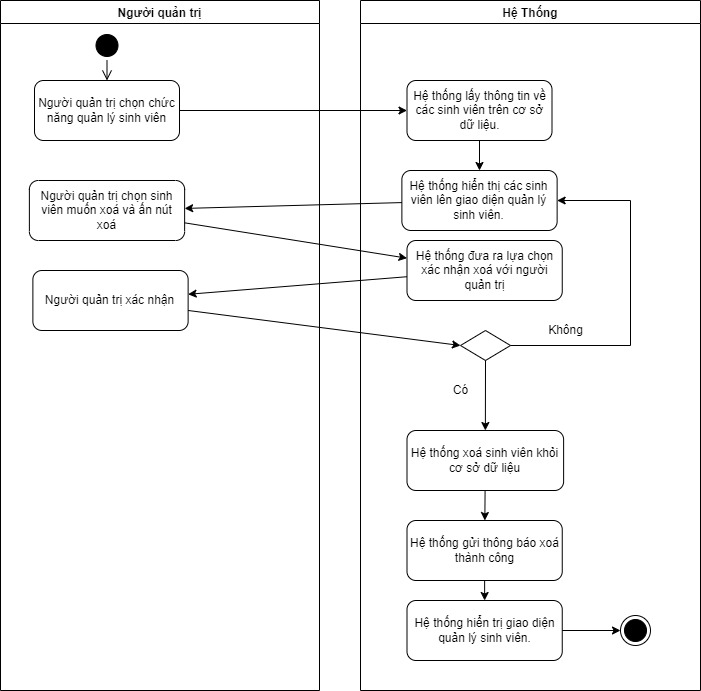 Người quản trị
Hệ Thống
Người quản trị chọn chức
năng quản lý sinh viên
Hệ thống lấy thông tin về
các sinh viên trên cơ sở
dữ liệu.
Hệ thống hiển thị các sinh
viên lên giao diện quản lý
sinh viên.
Người quản trị chọn sinh
viên muốn xoá và ấn nút
xoá
Hệ thống đưa ra lựa chọn
xác nhận xoá với người
quản trị
Người quản trị xác nhận
Không
Có
Hệ thống xoá sinh viên khỏi
cơ sở dữ liệu
Hệ thống gửi thông báo xoá
thành công
Hệ thống hiển trị giao diện
quản lý sinh viên.